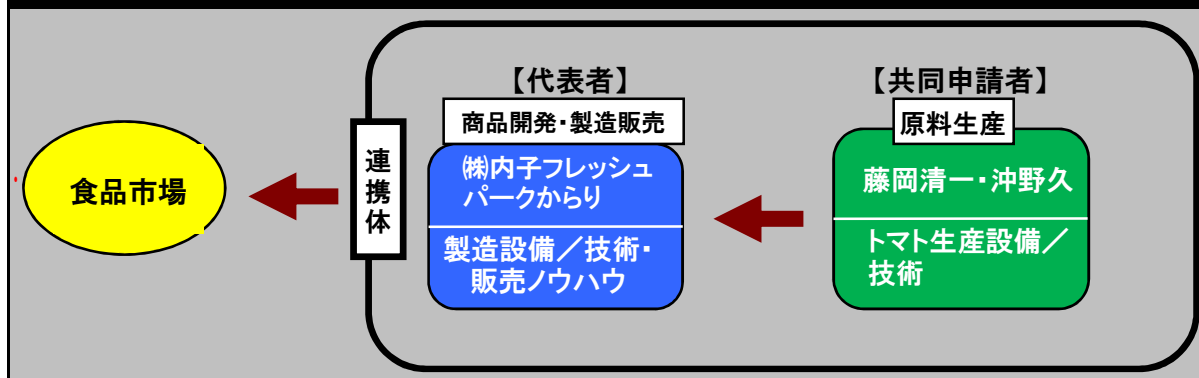 【代表者】
【共同申請者】
商品開発・製造販売
原料生産
食品市場
連携体
㈱内子フレッシュ
パークからり
製造設備／技術・
販売ノウハウ
藤岡清一・沖野久
トマト生産設備／
技術